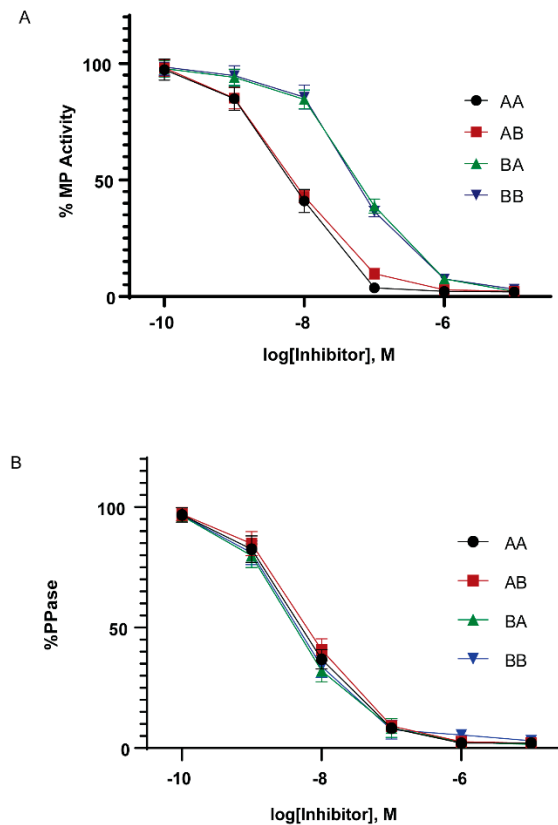 A
% MP Activity
100
50
0
-10
-8
-6
log[Inhibitor], M
AA
AB
BA
BB
B
%PPase
100
50
0
-10
-8
-6
log[Inhibitor], M
AA
AB
BA
BB